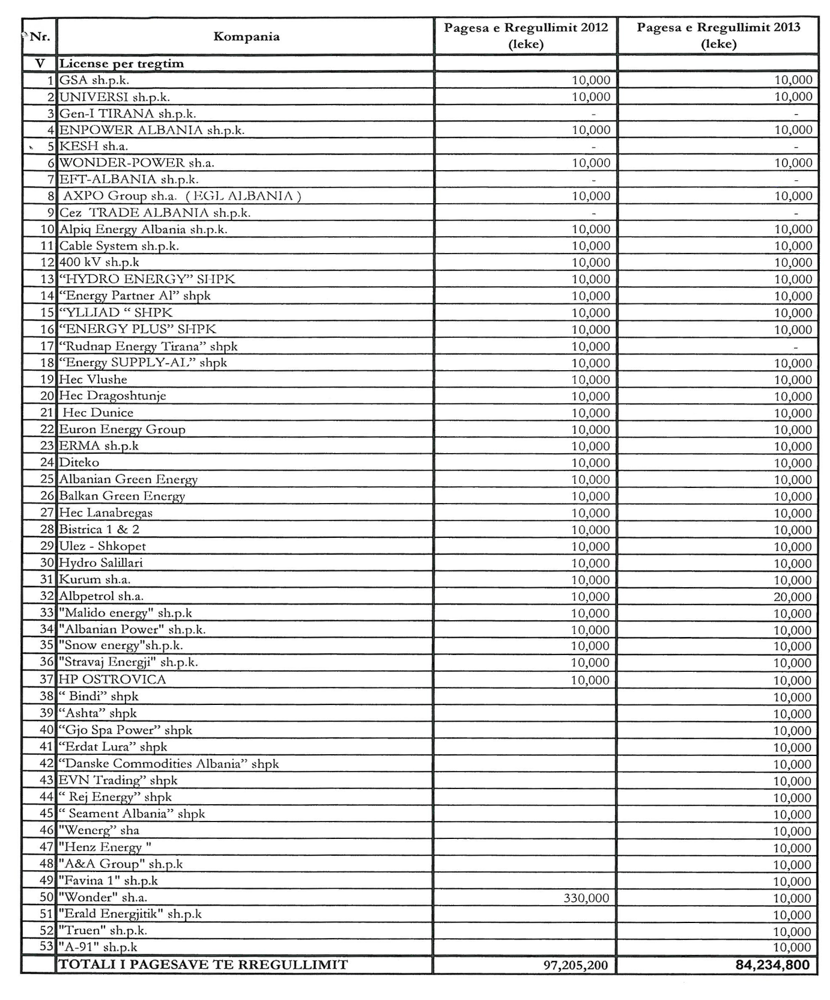 Nr. Kompania Pagesa e Rregullimit 2012 (leke) Pagesa e Rregullimit 2013 (leke)
V License per tregtim
1 GSA sh.p.k. 10,000 10,000
2 UNIVERSI sh.p.k. 10,000 10,000
3 Gen-I TIRANA sh.p.k. - -
4 ENPOWER ALBANIA sh.p.k. 10,000 10,000
5 KESH sh.a. - -
6 WONDER-POWER sh.a. 10,000 10,000
7 EFT-ALBANIA sh.p.k. - -
8 AXPO Group sh.a. ( EGL ALBANIA ) 10,000 10,000
9 Cez TRADE ALBANIA sh.p.k. - -
10 Alpiq Energy Albania sh.p.k. 10,000 10,000
11 Cable System sh.p.k. 10,000 10,000
12 400 kV sh.p.k 10,000 10,000
13 “HYDRO ENERGY” SHPK 10,000 10,000
14 “Energy Partner Al” shpk 10,000 10,000
15 “YLLIAD “ SHPK 10,000 10,000
16 “ENERGY PLUS” SHPK 10,000 10,000
17 “Rudnap Energy Tirana” shpk 10,000 -
18 “Energy SUPPLY-AL” shpk 10,000 10,000
19 Hec Vlushe 10,000 10,000
20 Hec Dragoshtunje 10,000 10,000
21 Hec Dunice 10,000 10,000
22 Euron Energy Group 10,000 10,000
23 ERMA sh.p.k 10,000 10,000
24 Diteko 10,000 10,000
25 Albanian Green Energy 10,000 10,000
26 Balkan Green Energy 10,000 10,000
27 Hec Lanabregas 10,000 10,000
28 Bistrica 1 & 2 10,000 10,000
29 Ulez - Shkopet 10,000 10,000
30 Hydro Salillari 10,000 10,000
31 Kurum sh.a. 10,000 10,000
32 Albpetrol sh.a. 10,000 20,000
33 "Malido energy" sh.p.k 10,000 10,000
34 "Albanian Power" sh.p.k. 10,000 10,000
35 "Snow energy"sh.p.k. 10,000 10,000
36 "Stravaj Energji" sh.p.k. 10,000 10,000
37 HP OSTROVICA 10,000 10,000
38 “ Bindi” shpk 10,000
39 “Ashta” shpk 10,000
40 “Gjo Spa Power” shpk 10,000
41 “Erdat Lura” shpk 10,000
42 “Danske Commodities Albania” shpk 10,000
43 EVN Trading” shpk 10,000
44 “ Rej Energy” shpk 10,000
45 “ Seament Albania” shpk 10,000
46 "Wenerg” sha 10,000
47 "Henz Energy " 10,000
48 "A&A Group" sh.p.k 10,000
49 "Favina 1" sh.p.k 10,000
50 "Wonder" sh.a. 330,000 10,000
51 "Erald Energjitik" sh.p.k 10,000
52 "Truen" sh.p.k. 10,000
53 "A-91" sh.p.k 10,000
TOTALI I PAGESAVE TE RREGULLIMIT 97,205,200 84,234,800